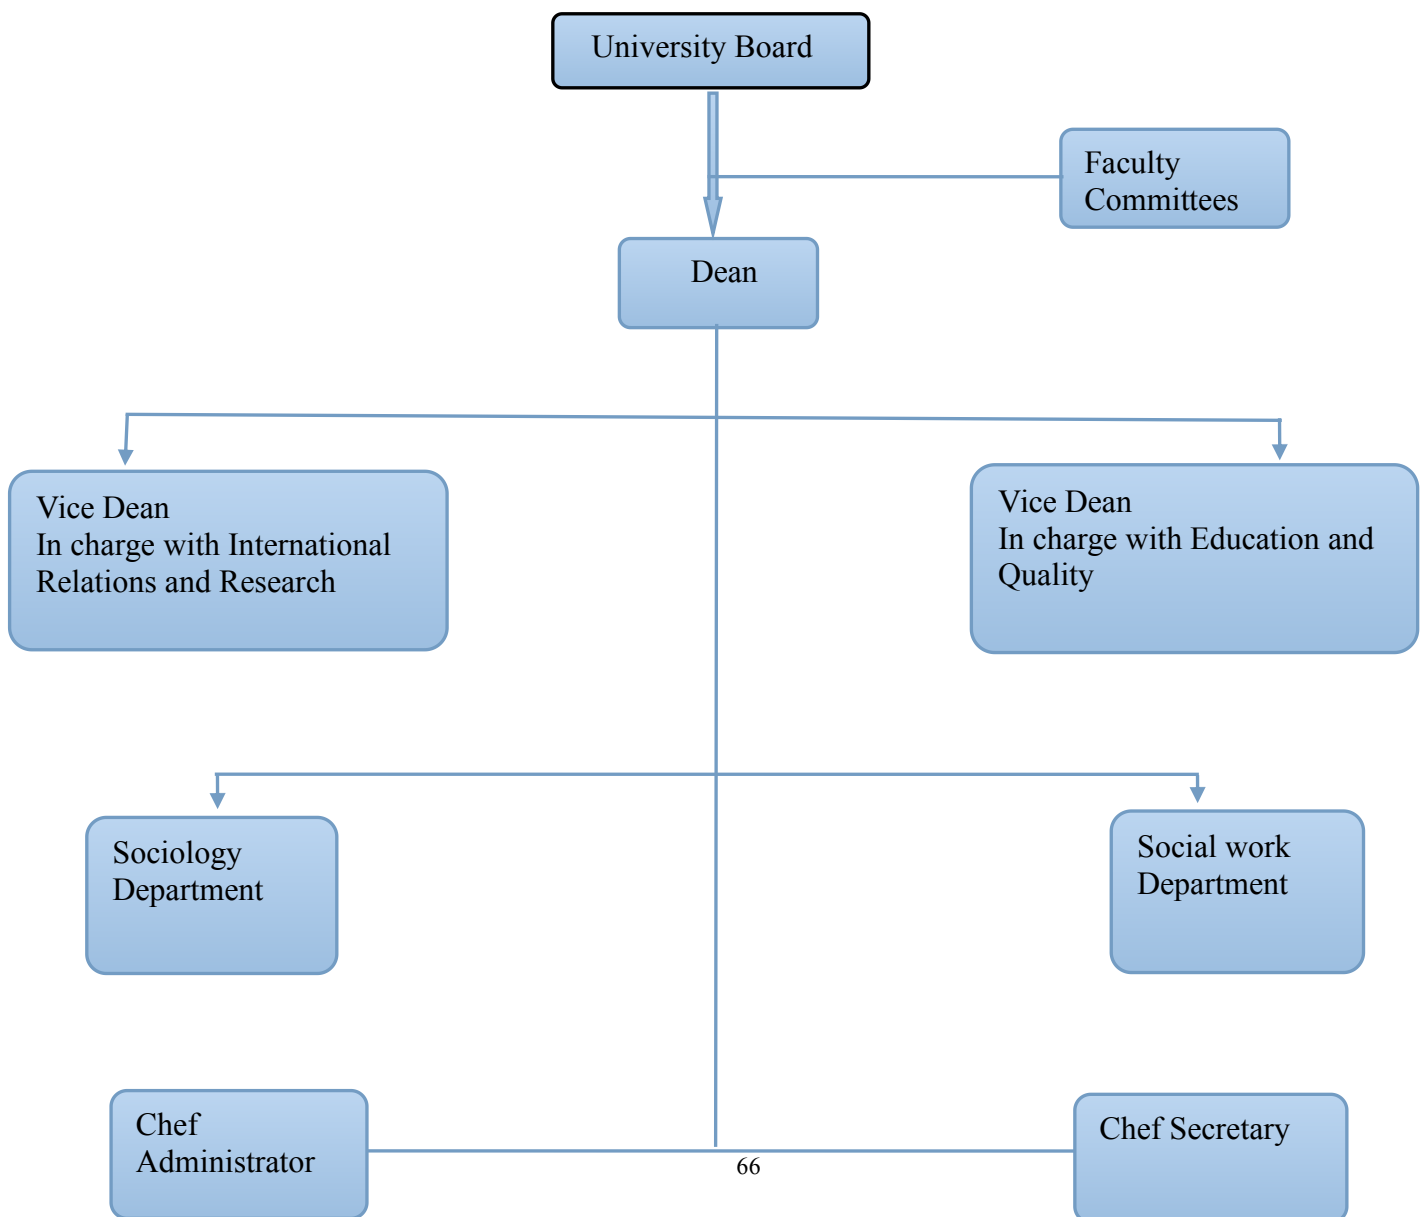 University Board
Faculty
Committees
Dean
Vice Dean
In charge with International
Relations and Research
Vice Dean
In charge with Education and
Quality
Sociology
Department
Social work
Department
Chef
Administrator
Chef Secretary
66